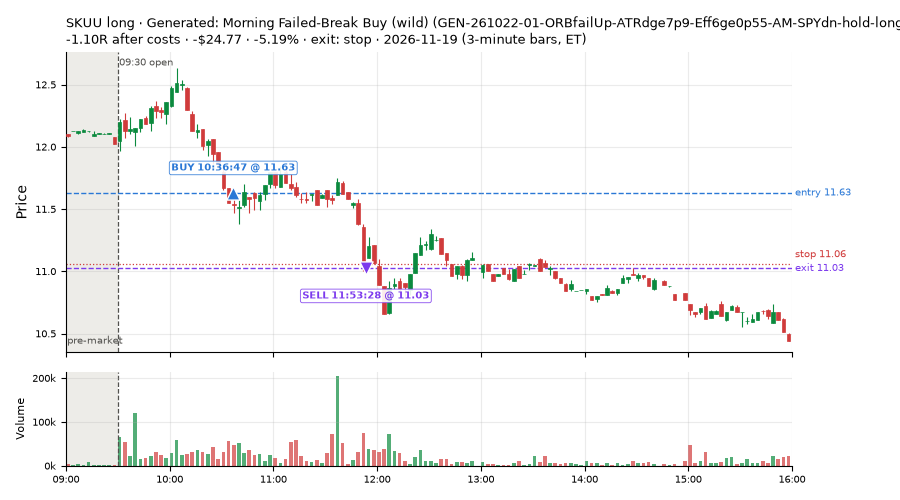 SKUU long · Generated: Morning Failed-Break Buy (wild) (GEN-261022-01-ORBfailUp-ATRdge7p9-Eff6ge0p55-AM-SPYdn-hold-long
-1.10R after costs · -$24.77 · -5.19% · exit: stop · 2026-11-19 (3-minute bars, ET)
09:30 open
12.5
12.0
11.5
11.0
10.5
Price
BUY 10:36:47 @ 11.63
entry 11.63
stop 11.06
exit 11.03
SELL 11:53:28 @ 11.03
pre-market
200k
100k
0k
Volume
09:00 10:00 11:00 12:00 13:00 14:00 15:00 16:00